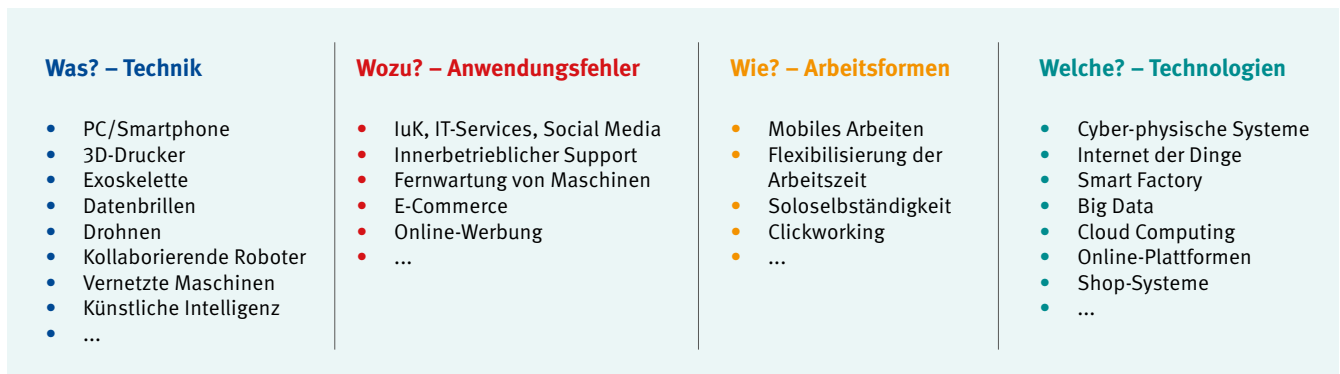 Was? – Technik
• PC/Smartphone
• 3D-Drucker
• Exoskelette
• Datenbrillen
• Drohnen
• Kollaborierende Roboter
• Vernetzte Maschinen
• Künstliche Intelligenz
• ...
Wozu? – Anwendungsfehler
• IuK, IT-Services, Social Media
• Innerbetrieblicher Support
• Fernwartung von Maschinen
• E-Commerce
• Online-Werbung
• ...
Wie? – Arbeitsformen
• Mobiles Arbeiten
• Flexibilisierung der
Arbeitszeit
• Soloselbständigkeit
• Clickworking
• ...
Welche? – Technologien
• Cyber-physische Systeme
• Internet der Dinge
• Smart Factory
• Big Data
• Cloud Computing
• Online-Plattformen
• Shop-Systeme
• ...